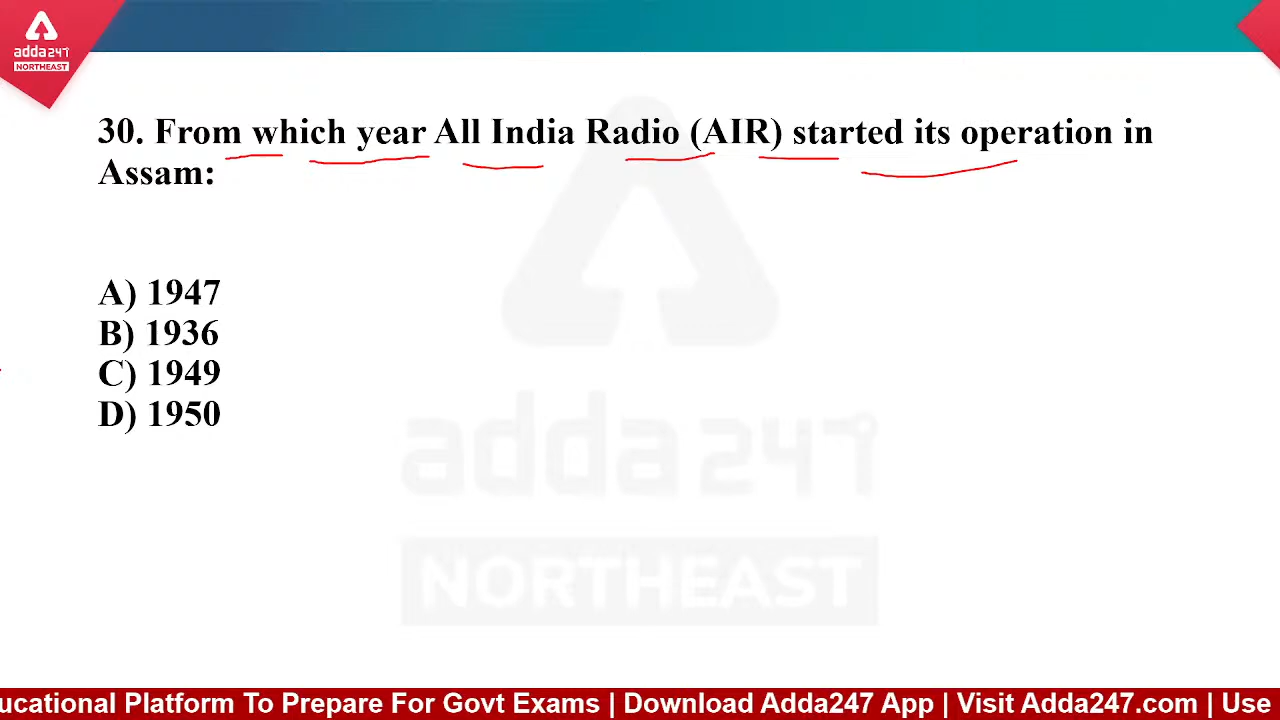 adda247
NORTHEAST
30. From which year All India Radio (AIR) started its operation in
Assam:
A) 1947
B) 1936
C) 1949
D) 1950
adda247
NORTHEAST
ucational Platform To Prepare For Govt Exams | Download Adda247 App | Visit Adda247.com | Use